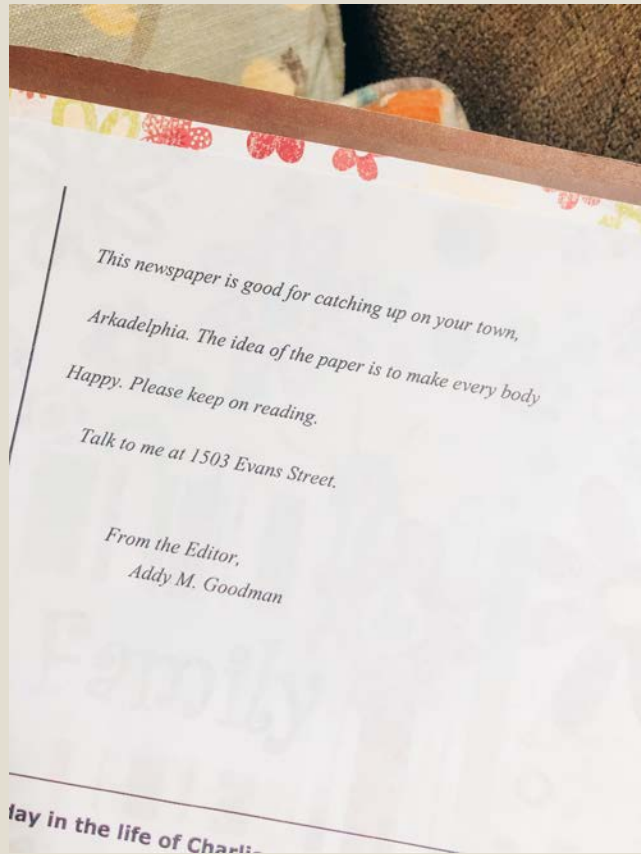 This newspaper is good for catching up on your town,
Arkadelphia. The idea of the paper is to make every body
Happy. Please keep on reading.
Talk to me at 1503 Evans Street.
From the Editor,
Addy M. Goodman
Family
in the life of